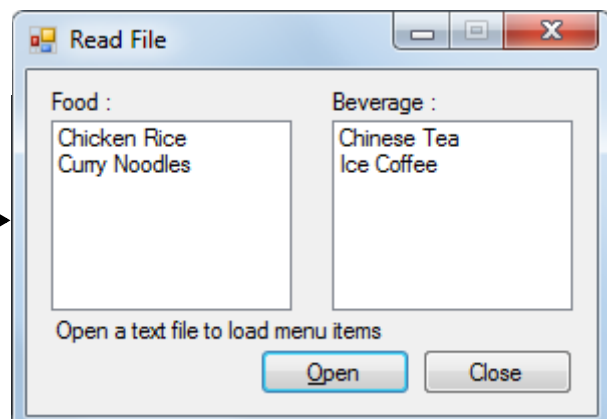 Read File
Food :
Beverage :
Chicken Rice
Curry Noodles
Chinese Tea
Ice Coffee
Open a text file to load menu items
Open
Close